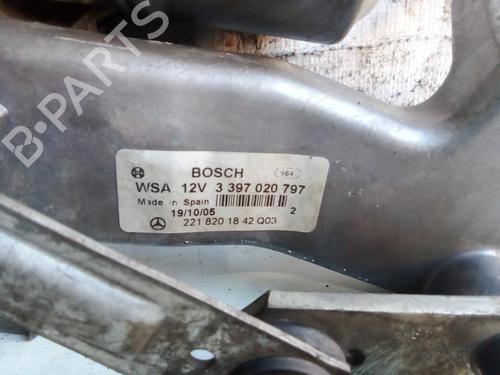 B-PARTS
BOSCH 964
WSA 12V 3 397 020 797
Made in Spain
19/10/05 2
221 820 18 42 Q03